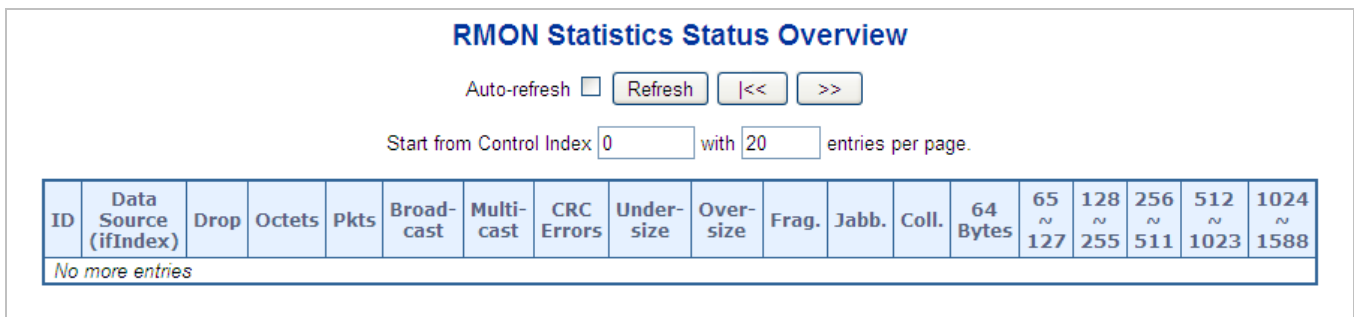 RMON Statistics Status Overview
Auto-refresh Refresh |<< >>
Start from Control Index 0 with 20 entries per page.
ID Data Source (ifIndex) Drop Octets Pkts Broad-cast Multi-cast CRC Errors Under-size Over-size Frag. Jabb. Coll. 64 Bytes 65 ~ 127 128 ~ 255 256 ~ 511 512 ~ 1023 1024 ~ 1588
No more entries